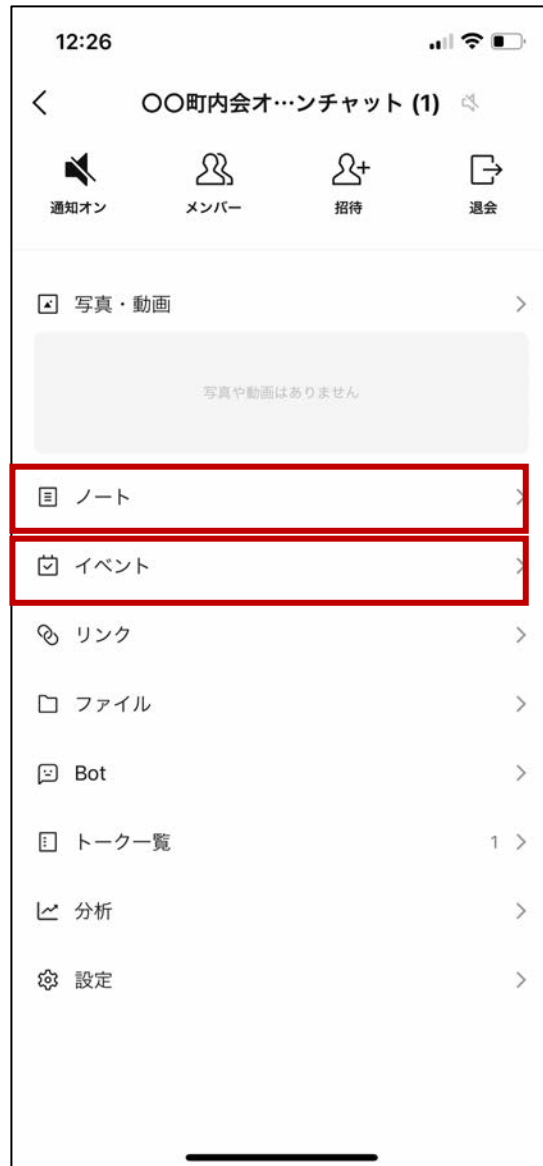 12:26
〇〇町内会オ…ンチャット (1)
通知オン メンバー 招待 退会
写真・動画
写真や動画はありません
ノート
イベント
リンク
ファイル
Bot
トーク一覧 1
分析
設定